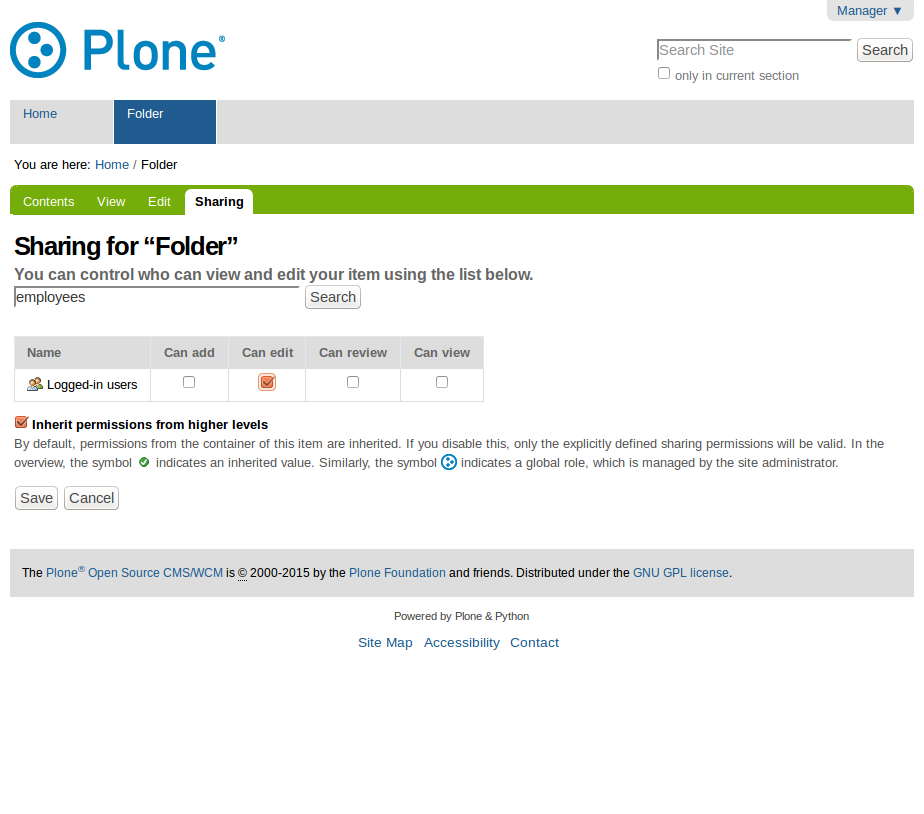 Manager ▼
Plone®
Search Site
Search
only in current section
Home
Folder
You are here: Home / Folder
Contents
View
Edit
Sharing
Sharing for “Folder”
You can control who can view and edit your item using the list below.
employees
Search
Name Can add Can edit Can review Can view
Logged-in users
Inherit permissions from higher levels
By default, permissions from the container of this item are inherited. If you disable this, only the explicitly defined sharing permissions will be valid. In the
overview, the symbol indicates an inherited value. Similarly, the symbol indicates a global role, which is managed by the site administrator.
Save
Cancel
The Plone® Open Source CMS/WCM is © 2000-2015 by the Plone Foundation and friends. Distributed under the GNU GPL license.
Powered by Plone & Python
Site Map Accessibility Contact